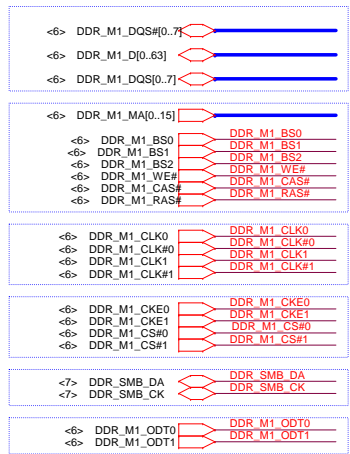 <6> DDR_M1_DQS#[0..7]
<6> DDR_M1_D[0..63]
<6> DDR_M1_DQS[0..7]
<6> DDR_M1_MA[0..15]
<6> DDR_M1_BS0 DDR_M1_BS0
<6> DDR_M1_BS1 DDR_M1_BS1
<6> DDR_M1_BS2 DDR_M1_BS2
<6> DDR_M1_WE# DDR_M1_WE#
<6> DDR_M1_CAS# DDR_M1_CAS#
<6> DDR_M1_RAS# DDR_M1_RAS#
<6> DDR_M1_CLK0 DDR_M1_CLK0
<6> DDR_M1_CLK#0 DDR_M1_CLK#0
<6> DDR_M1_CLK1 DDR_M1_CLK1
<6> DDR_M1_CLK#1 DDR_M1_CLK#1
<6> DDR_M1_CKE0 DDR_M1_CKE0
<6> DDR_M1_CKE1 DDR_M1_CKE1
<6> DDR_M1_CS#0 DDR_M1_CS#0
<6> DDR_M1_CS#1 DDR_M1_CS#1
<7> DDR_SMB_DA DDR_SMB_DA
<7> DDR_SMB_CK DDR_SMB_CK
<6> DDR_M1_ODT0 DDR_M1_ODT0
<6> DDR_M1_ODT1 DDR_M1_ODT1